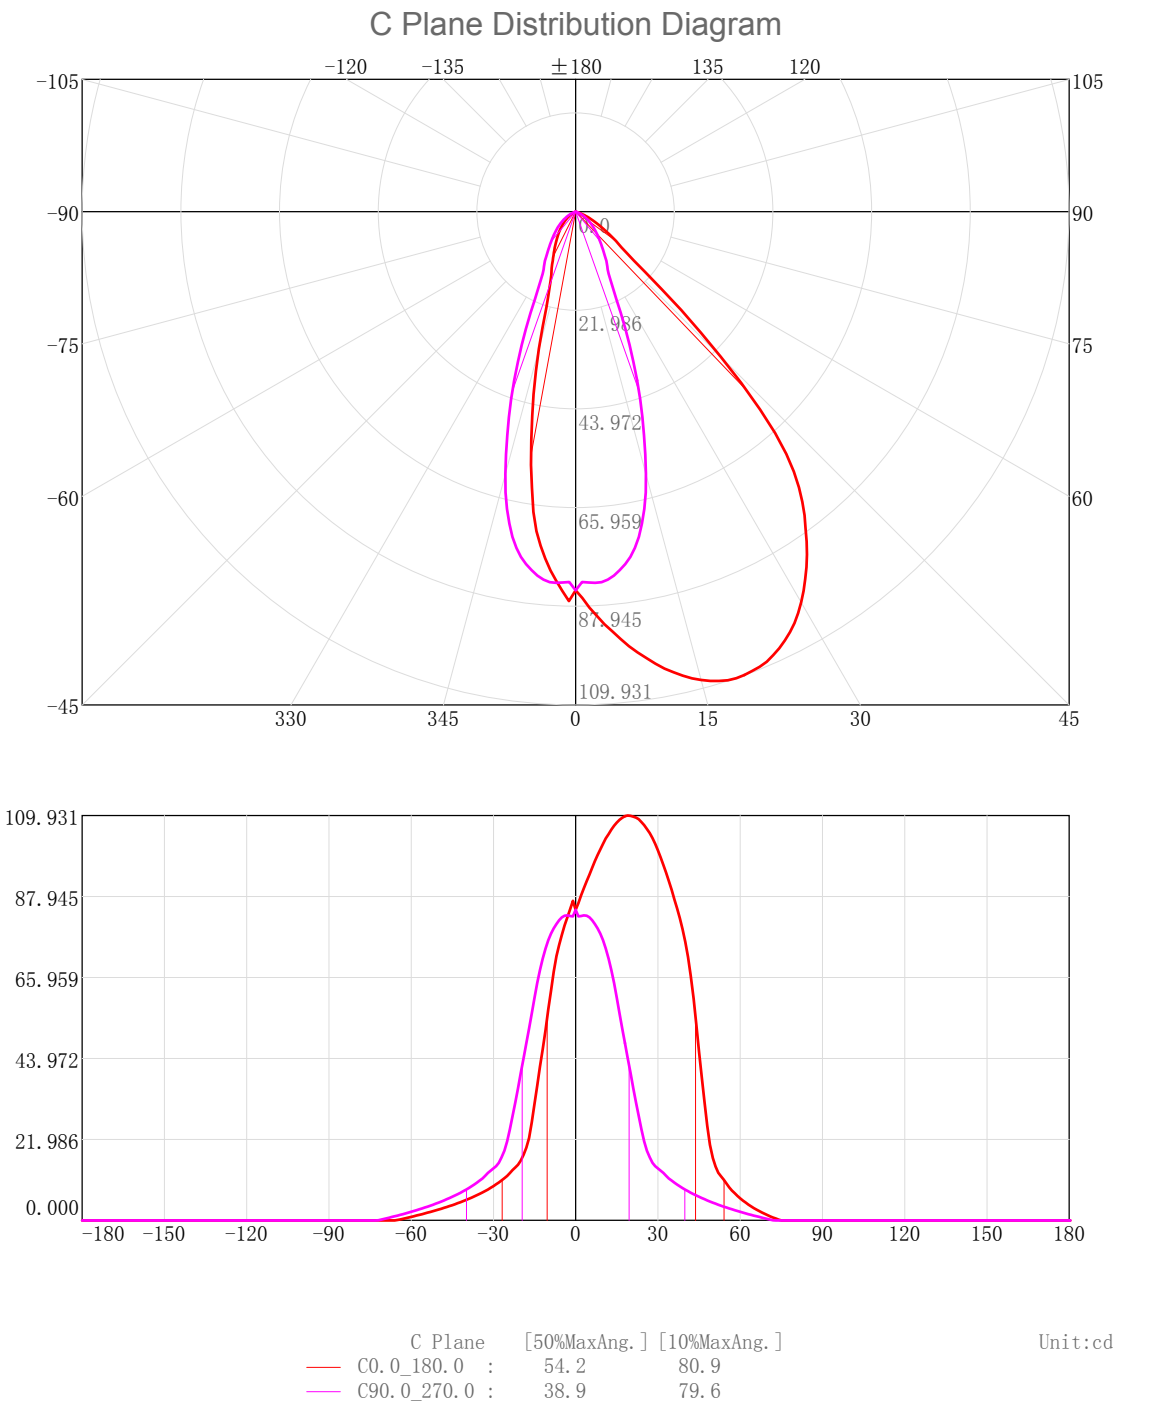 C Plane Distribution Diagram
-120 -135 ±180 135 120
-105 105
-90 90
0.0
21.986
-75 75
43.972
-60 60
65.959
87.945
109.931
-45
330 345 0 15 30 45
109.931
87.945
65.959
43.972
21.986
0.000
-180 -150 -120 -90 -60 -30 0 30 60 90 120 150 180
C Plane [50%MaxAng.] [10%MaxAng.] Unit:cd
C0.0_180.0 : 54.2 80.9
C90.0_270.0 : 38.9 79.6